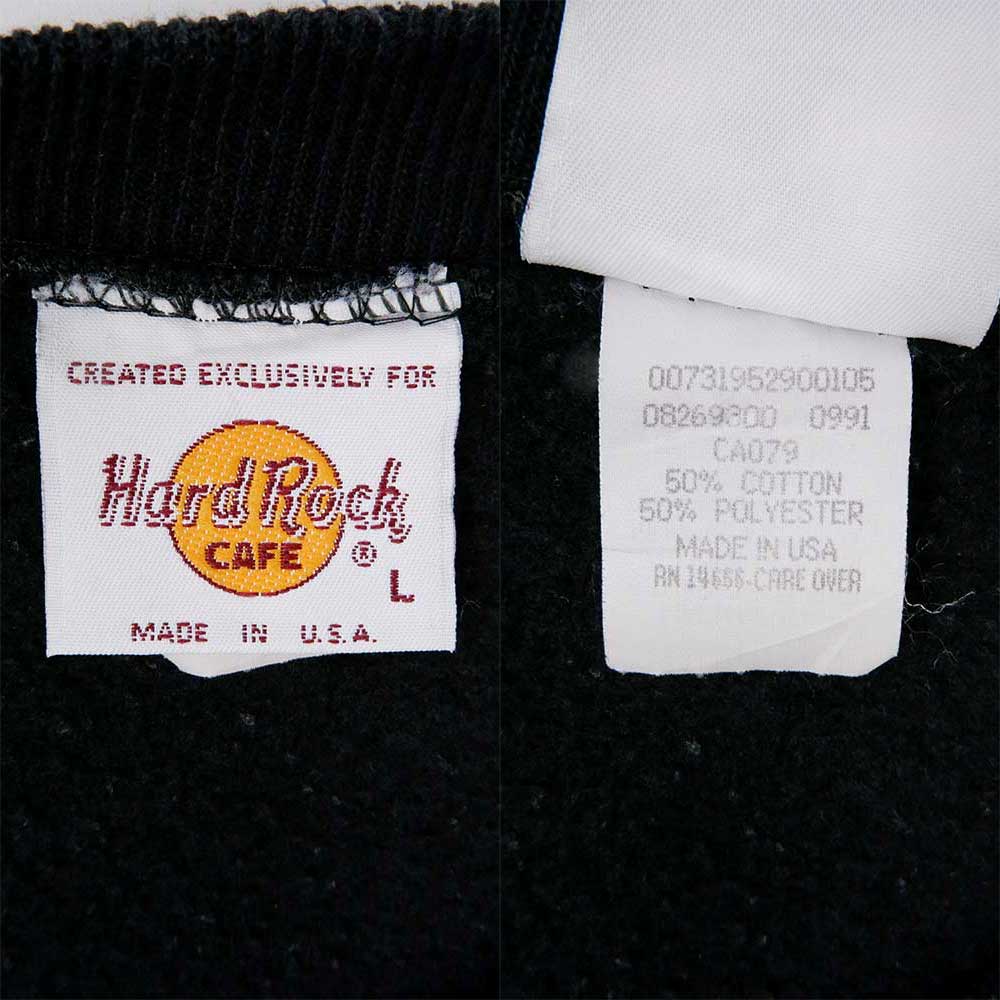 CREATED EXCLUSIVELY FOR
Hard Rock
CAFE ®
L
MADE IN U.S.A.
00731952900105
08269800 0991
CA079
50% COTTON
50% POLYESTER
MADE IN USA
RN 14666-CARE OVER